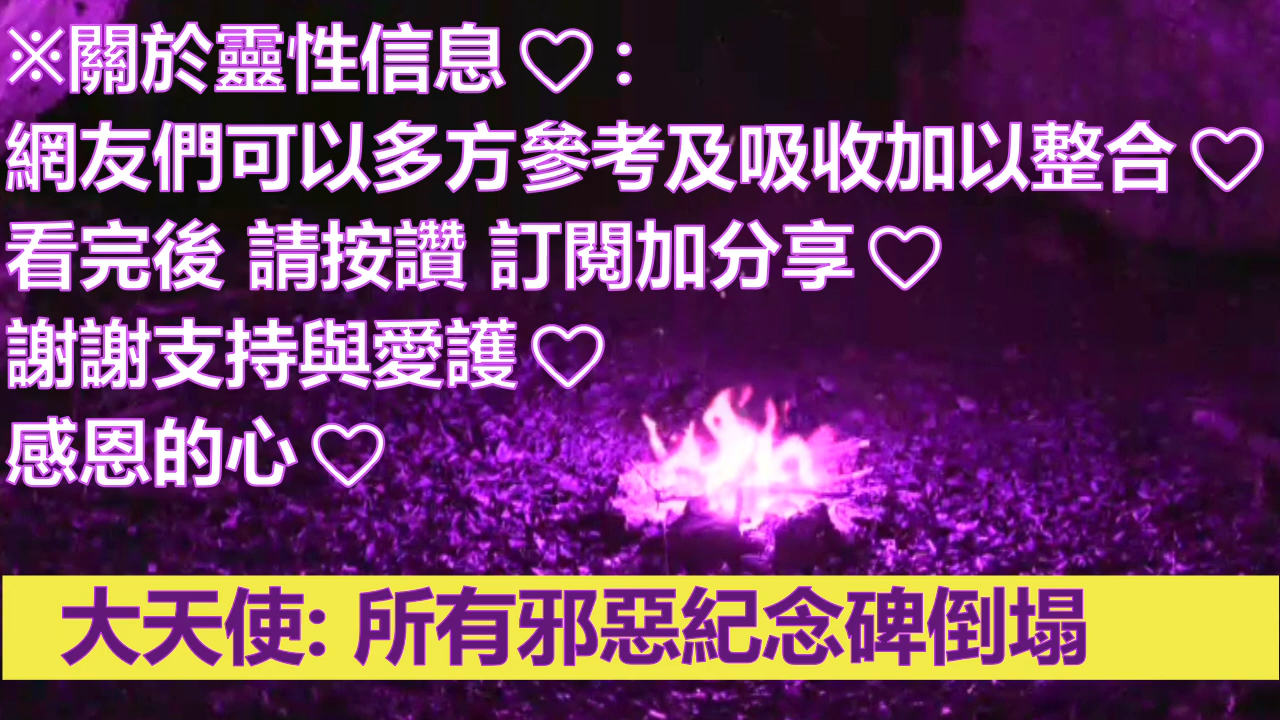 ※關於靈性信息♡：
網友們可以多方參考及吸收加以整合♡
看完後 請按讚 訂閱加分享♡
謝謝支持與愛護♡
感恩的心♡
大天使: 所有邪惡紀念碑倒塌